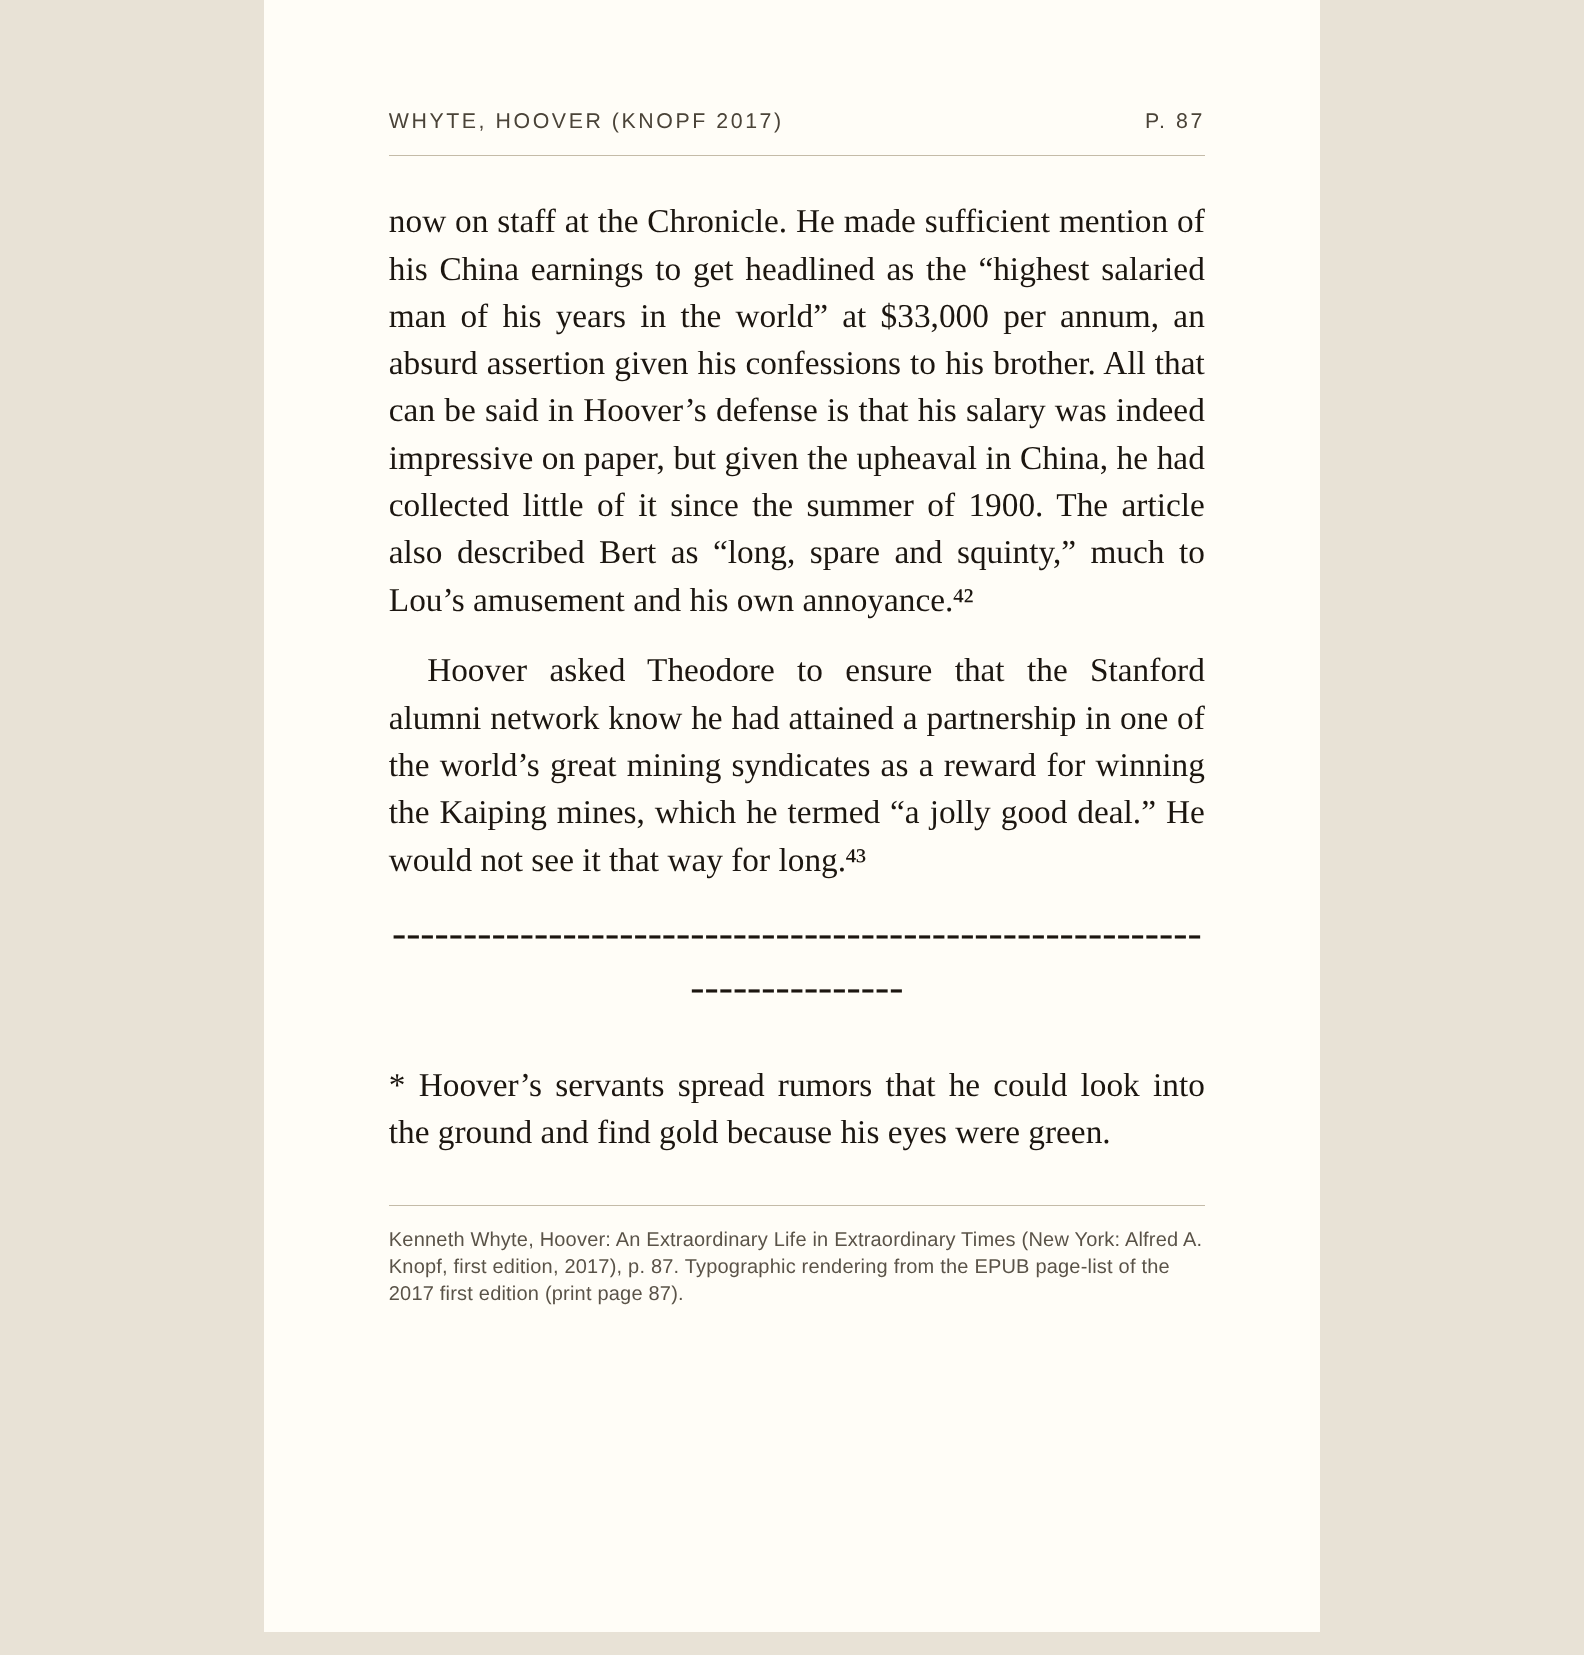 WHYTE, HOOVER (KNOPF 2017) P. 87
now on staff at the Chronicle. He made sufficient mention of
his China earnings to get headlined as the “highest salaried
man of his years in the world” at $33,000 per annum, an
absurd assertion given his confessions to his brother. All that
can be said in Hoover’s defense is that his salary was indeed
impressive on paper, but given the upheaval in China, he had
collected little of it since the summer of 1900. The article
also described Bert as “long, spare and squinty,” much to
Lou’s amusement and his own annoyance.⁴²
Hoover asked Theodore to ensure that the Stanford
alumni network know he had attained a partnership in one of
the world’s great mining syndicates as a reward for winning
the Kaiping mines, which he termed “a jolly good deal.” He
would not see it that way for long.⁴³
---------------------------------------------------------
---------------
* Hoover’s servants spread rumors that he could look into
the ground and find gold because his eyes were green.
Kenneth Whyte, Hoover: An Extraordinary Life in Extraordinary Times (New York: Alfred A.
Knopf, first edition, 2017), p. 87. Typographic rendering from the EPUB page-list of the
2017 first edition (print page 87).